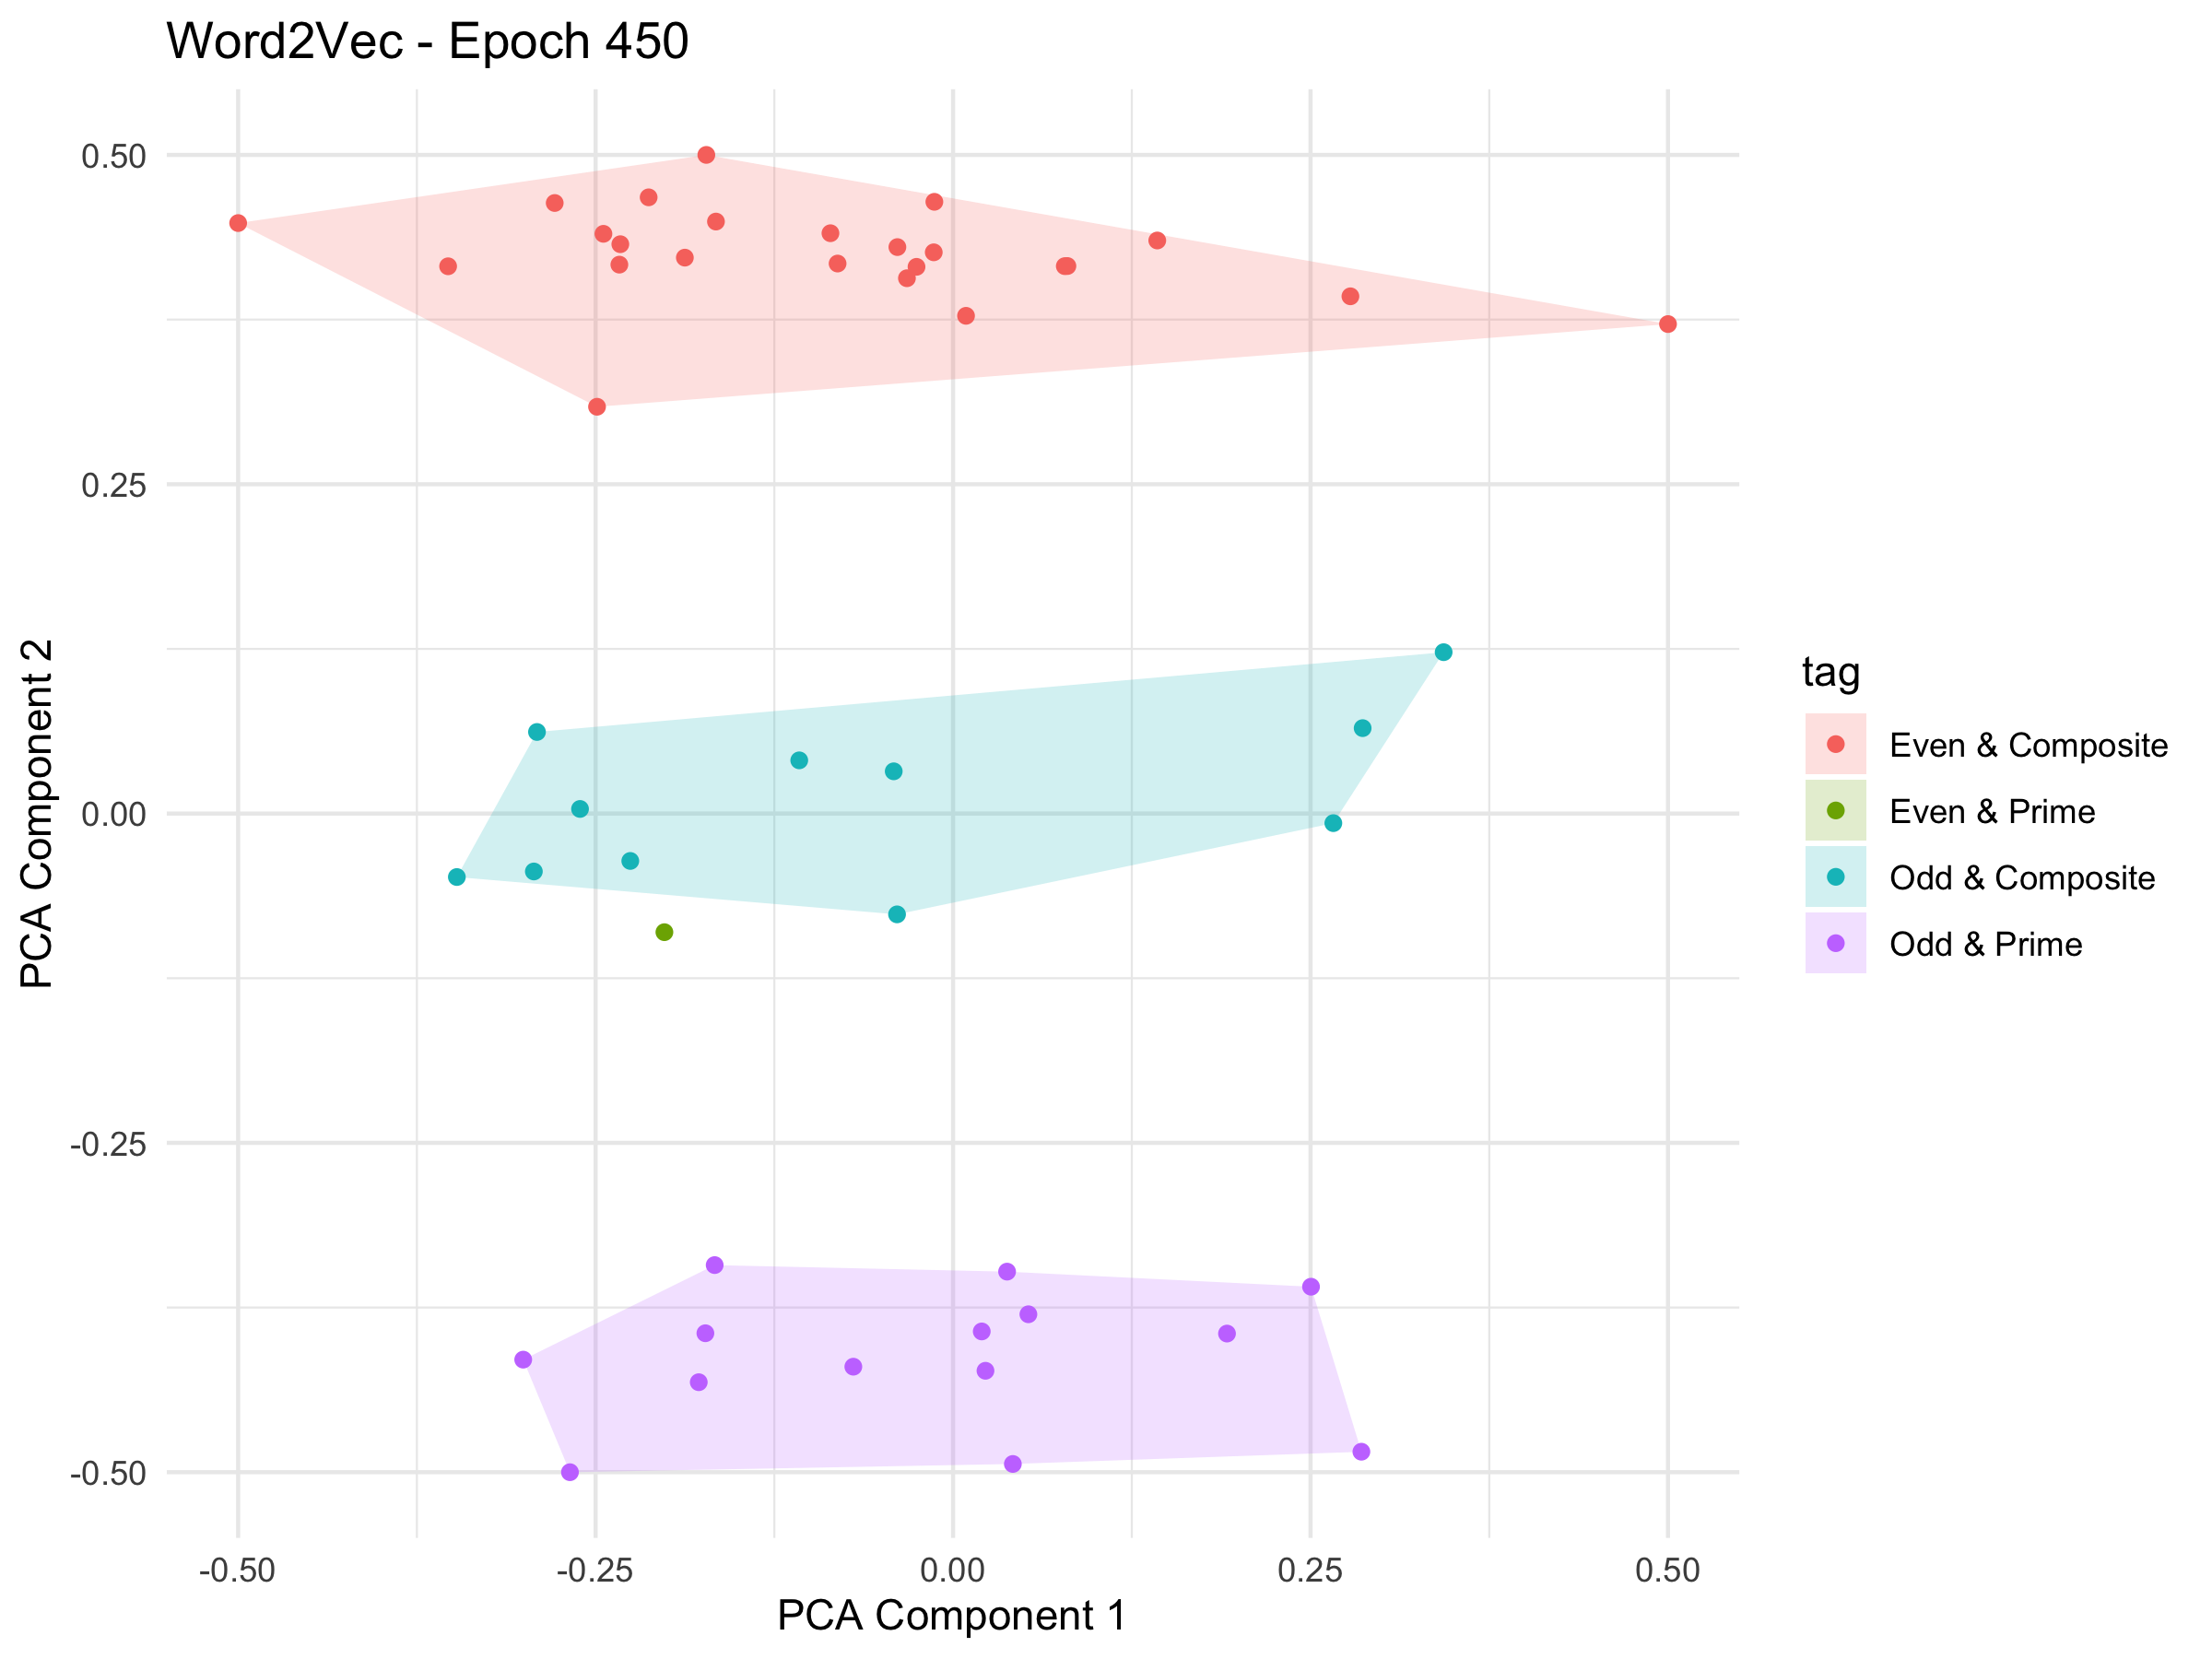 Word2Vec - Epoch 450
0.50
0.25
0.00
-0.25
-0.50
PCA Component 2
-0.50
-0.25
0.00
0.25
0.50
PCA Component 1
tag
Even & Composite
Even & Prime
Odd & Composite
Odd & Prime